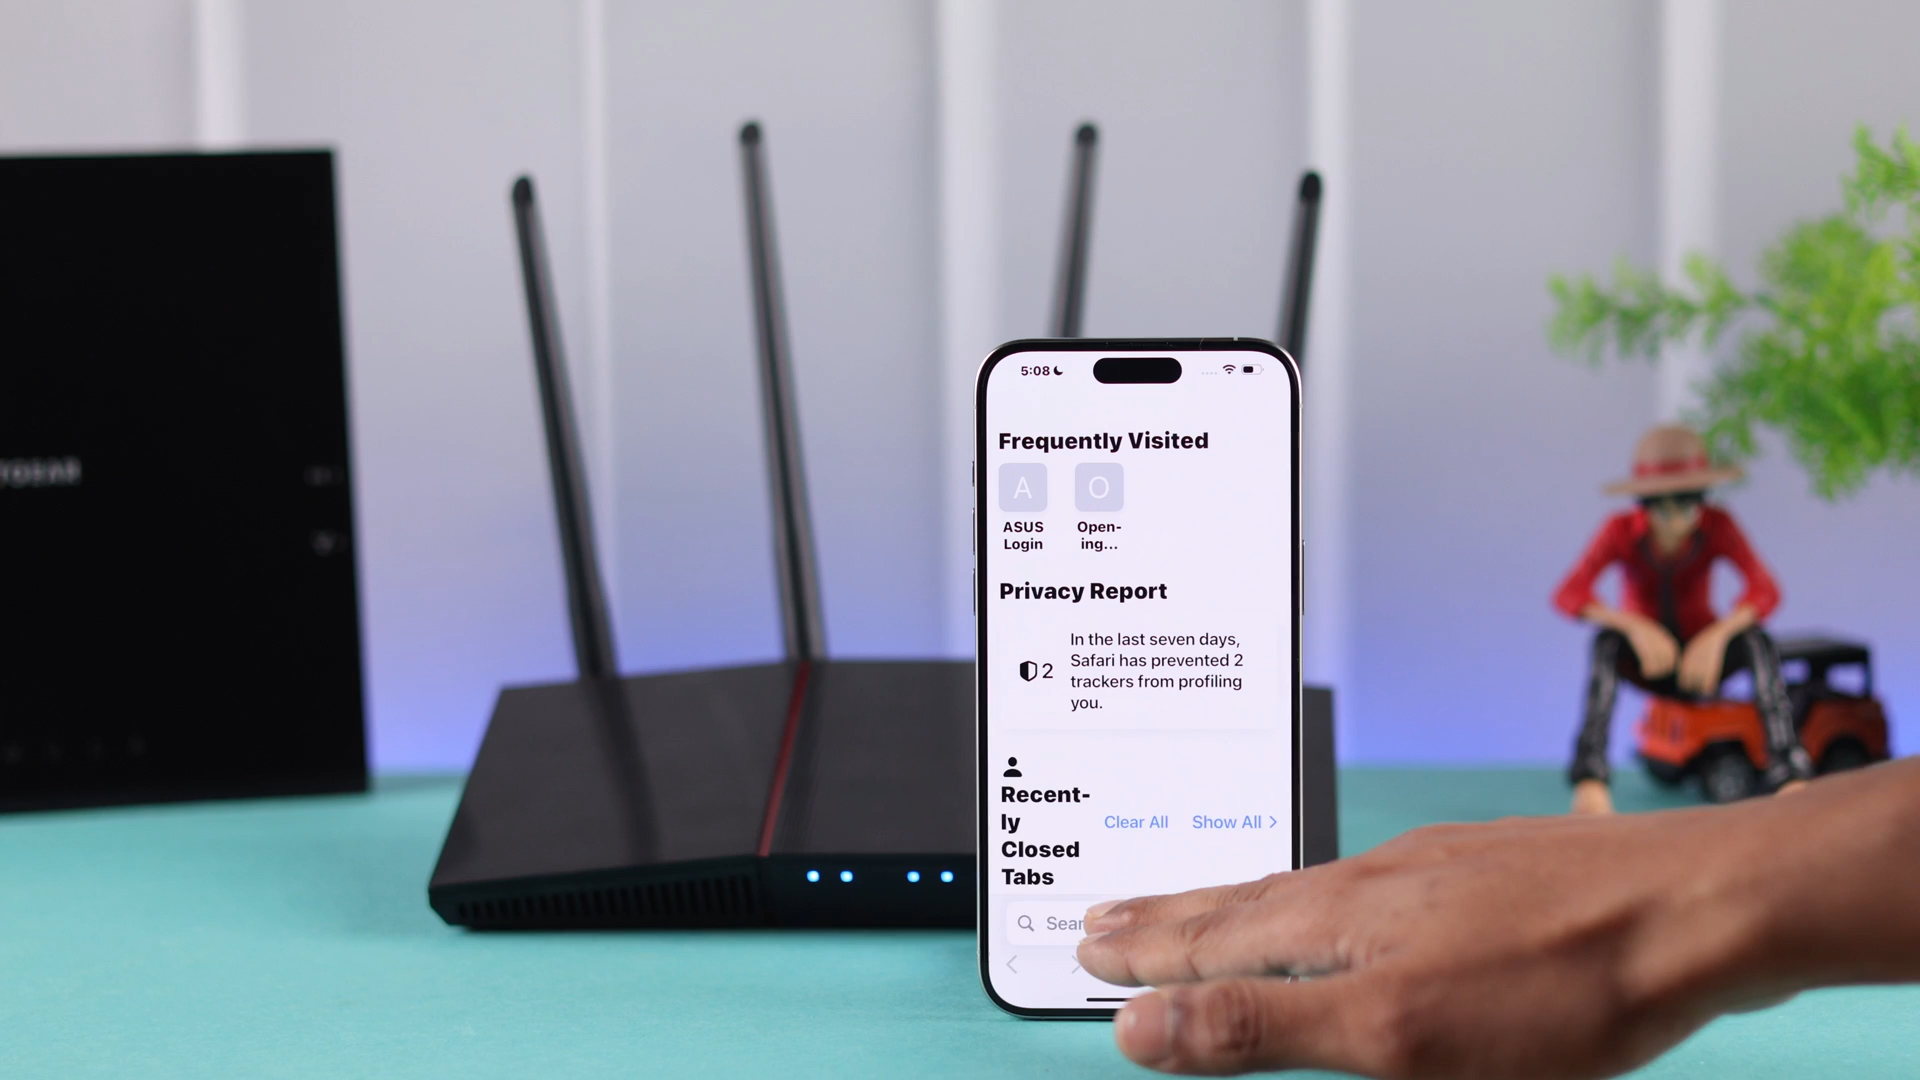 5:08
Frequently Visited
A
O
ASUS
Login
Open-
ing...
Privacy Report
2
In the last seven days,
Safari has prevented 2
trackers from profiling
you.
Recent-
ly
Closed
Tabs
Clear All
Show All
Sear